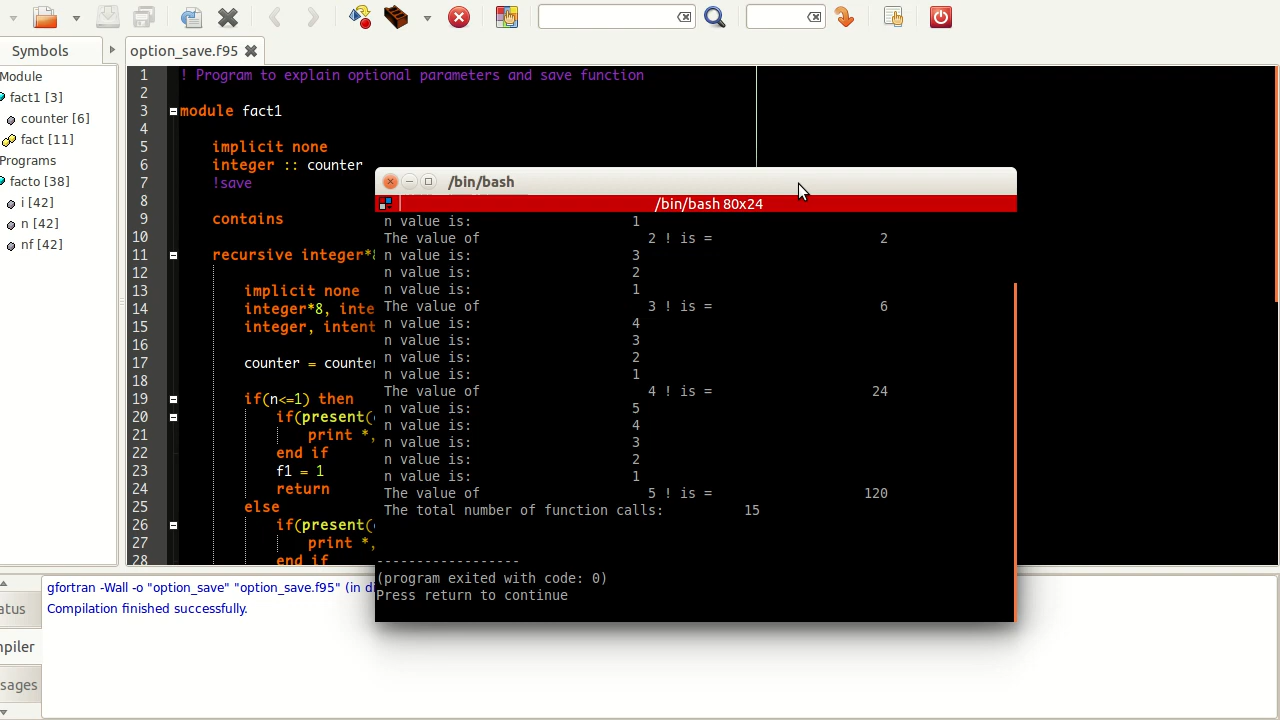 Symbols
option_save.f95
Module
fact1 [3]
counter [6]
fact [11]
Programs
facto [38]
i [42]
n [42]
nf [42]
1 ! Program to explain optional parameters and save function
2
3 module fact1
4
5 implicit none
6 integer :: counter
7 !save
8
9 contains
10
11 recursive integer*
12
13 implicit none
14 integer*8, inte
15 integer, intent
16
17 counter = counter
18
19 if(n<=1) then
20 if(present(
21 print *,
22 end if
23 f1 = 1
24 return
25 else
26 if(present(
27 print *,
28 end if
/bin/bash
/bin/bash 80x24
n value is: 1
The value of 2 ! is = 2
n value is: 3
n value is: 2
n value is: 1
The value of 3 ! is = 6
n value is: 4
n value is: 3
n value is: 2
n value is: 1
The value of 4 ! is = 24
n value is: 5
n value is: 4
n value is: 3
n value is: 2
n value is: 1
The value of 5 ! is = 120
The total number of function calls: 15
------------------
(program exited with code: 0)
Press return to continue
atus
mpiler
sages
gfortran -Wall -o "option_save" "option_save.f95" (in di
Compilation finished successfully.